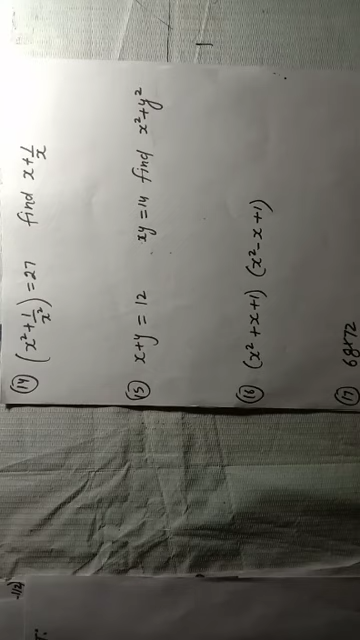 (14) (x²+1/x²) = 27 find x+1/x
(15) x+y = 12 xy = 14 find x²+y²
(16) (x²+x+1) (x²-x+1)
(17) 68×72